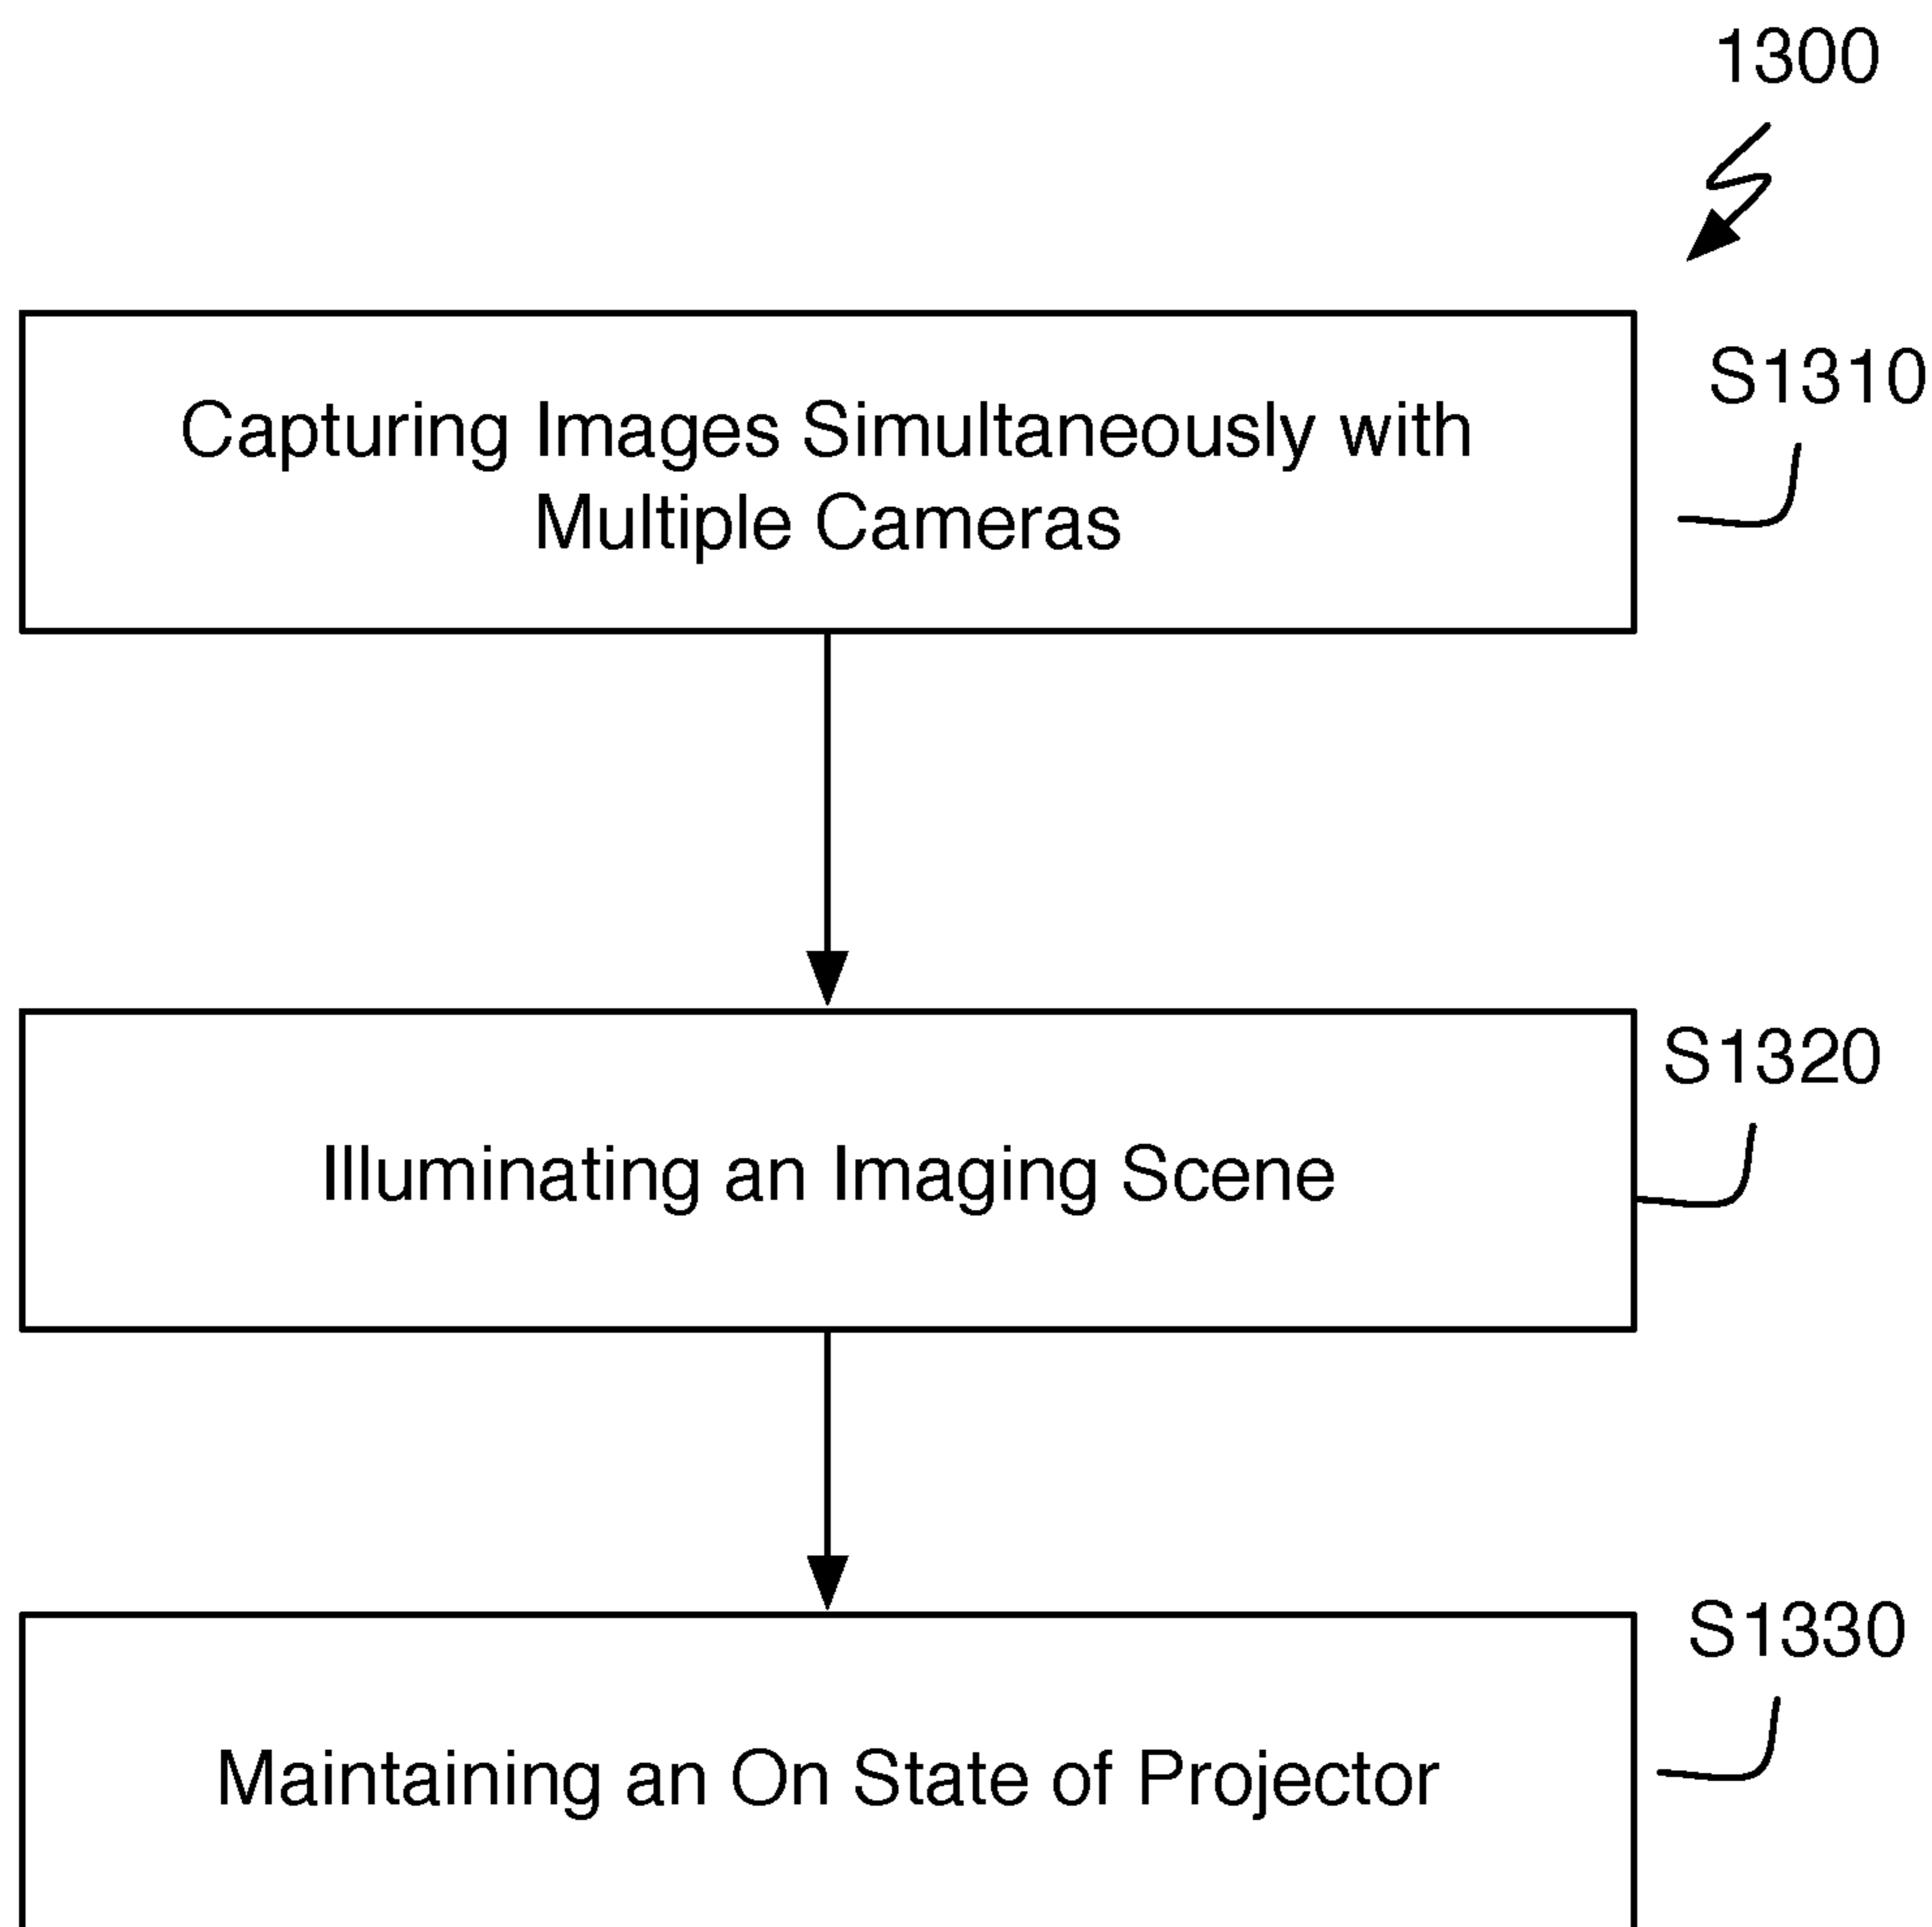 1300
S1310
Capturing Images Simultaneously with
Multiple Cameras
S1320
Illuminating an Imaging Scene
S1330
Maintaining an On State of Projector